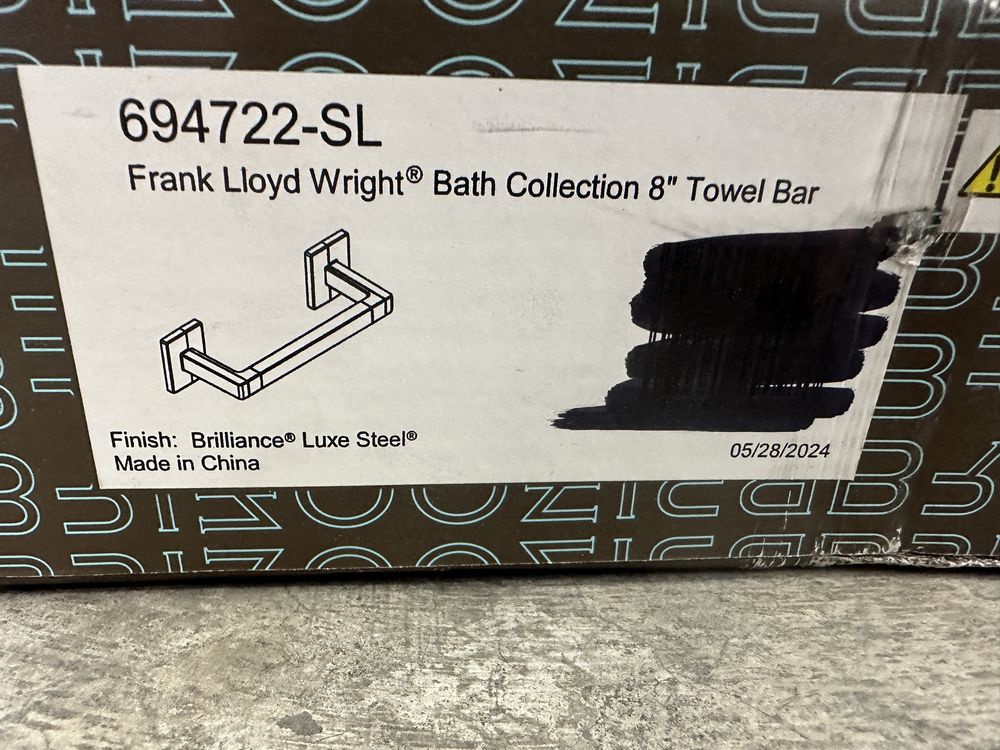 694722-SL
Frank Lloyd Wright® Bath Collection 8" Towel Bar
Finish: Brilliance® Luxe Steel®
Made in China
05/28/2024